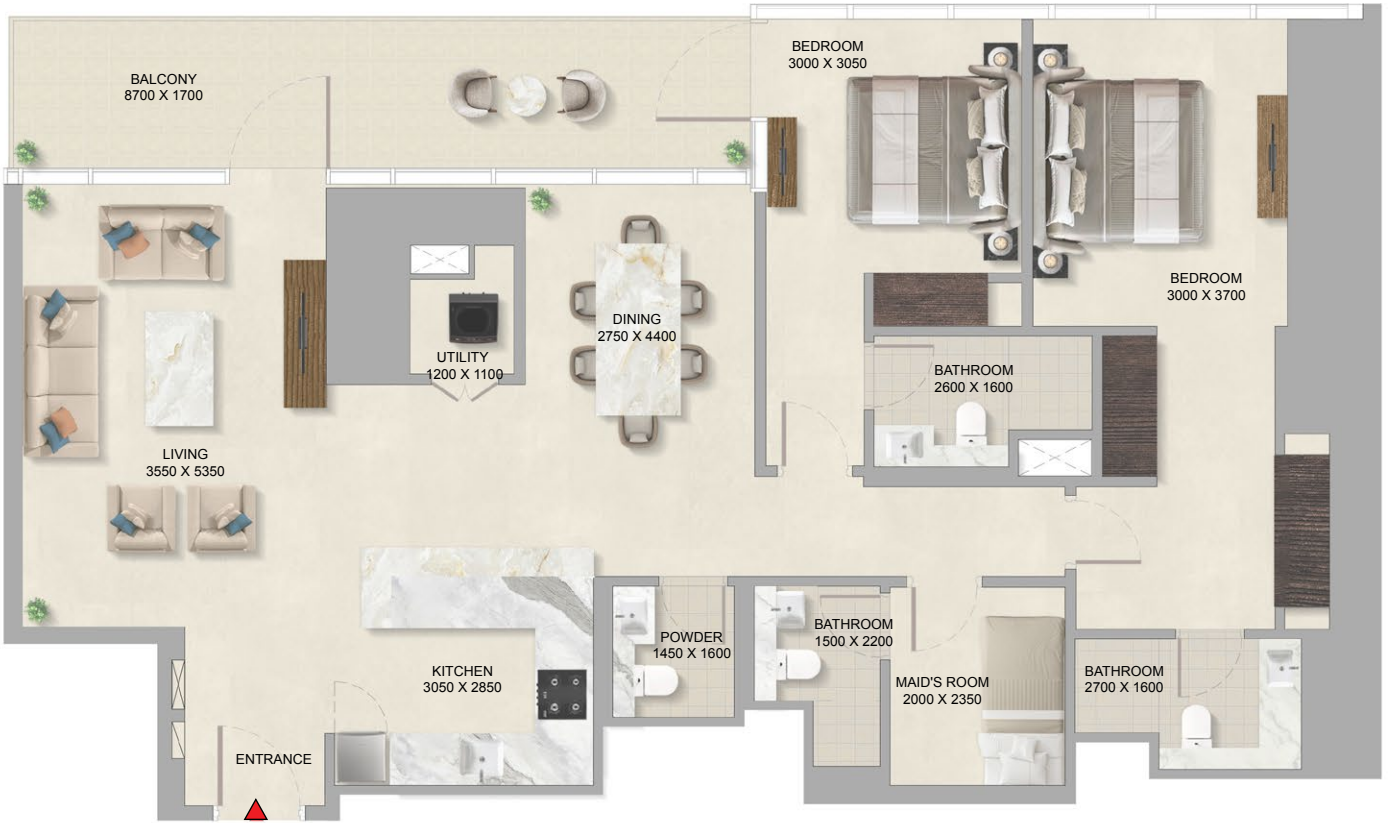 BALCONY
8700 X 1700
BEDROOM
3000 X 3050
BEDROOM
3000 X 3700
DINING
2750 X 4400
UTILITY
1200 X 1100
BATHROOM
2600 X 1600
LIVING
3550 X 5350
KITCHEN
3050 X 2850
POWDER
1450 X 1600
BATHROOM
1500 X 2200
MAID'S ROOM
2000 X 2350
BATHROOM
2700 X 1600
ENTRANCE